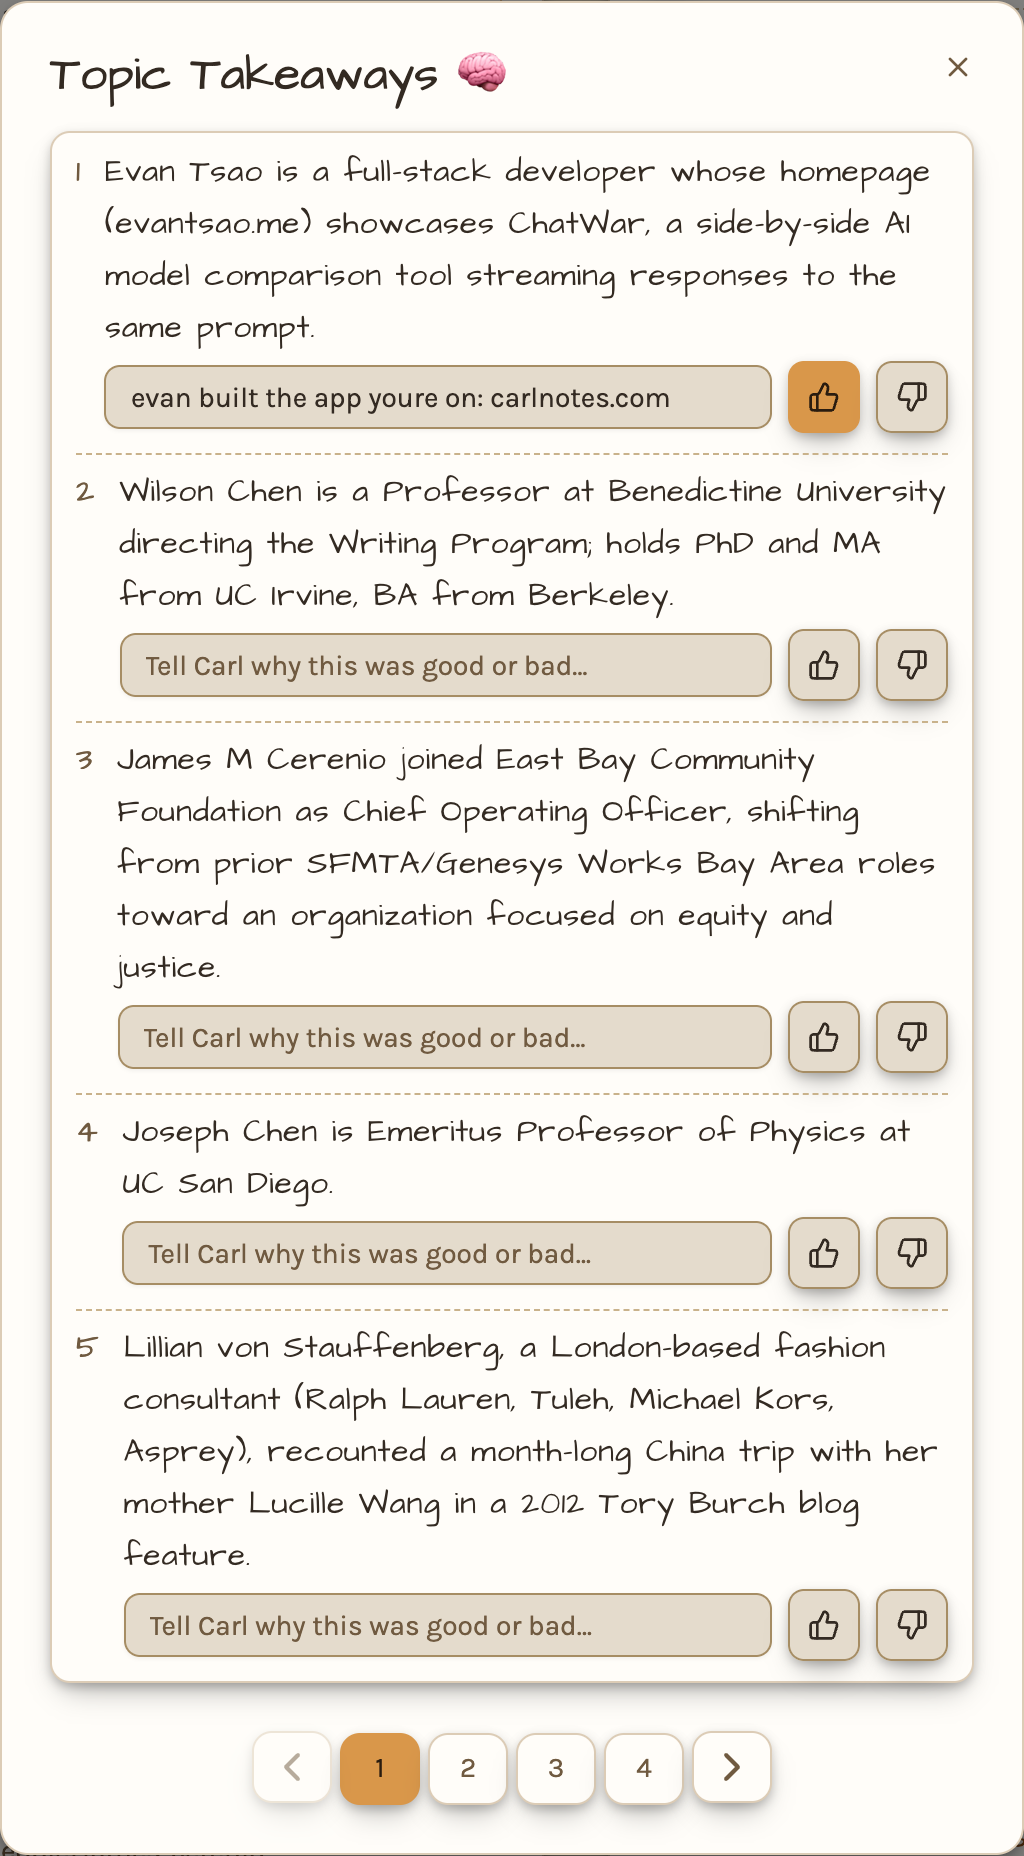 Topic Takeaways
1 Evan Tsao is a full-stack developer whose homepage
(evantsao.me) showcases ChatWar, a side-by-side AI
model comparison tool streaming responses to the
same prompt.
evan built the app youre on: carlnotes.com
2 Wilson Chen is a Professor at Benedictine University
directing the Writing Program; holds PhD and MA
from UC Irvine, BA from Berkeley.
Tell Carl why this was good or bad...
3 James M Cerenio joined East Bay Community
Foundation as Chief Operating Officer, shifting
from prior SFMTA/Genesys Works Bay Area roles
toward an organization focused on equity and
justice.
Tell Carl why this was good or bad...
4 Joseph Chen is Emeritus Professor of Physics at
UC San Diego.
Tell Carl why this was good or bad...
5 Lillian von Stauffenberg, a London-based fashion
consultant (Ralph Lauren, Tuleh, Michael Kors,
Asprey), recounted a month-long China trip with her
mother Lucille Wang in a 2012 Tory Burch blog
feature.
Tell Carl why this was good or bad...
1 2 3 4